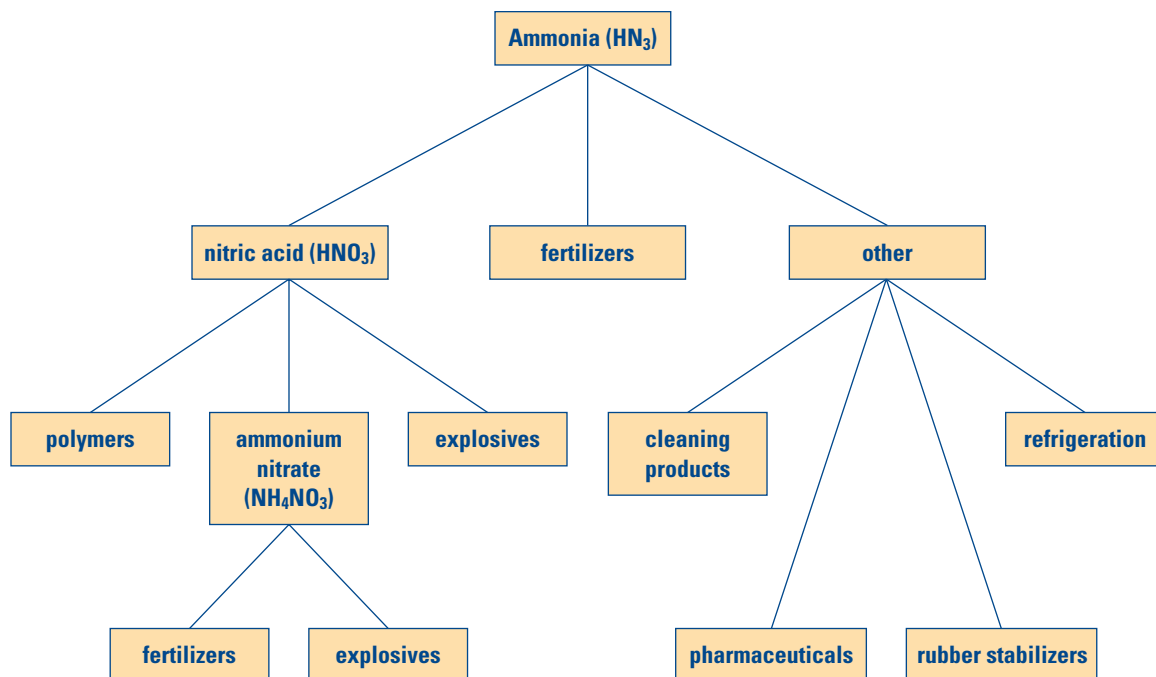 Ammonia (HN₃)
nitric acid (HNO₃)
fertilizers
other
polymers
ammonium
nitrate
(NH₄NO₃)
explosives
cleaning
products
refrigeration
fertilizers
explosives
pharmaceuticals
rubber stabilizers